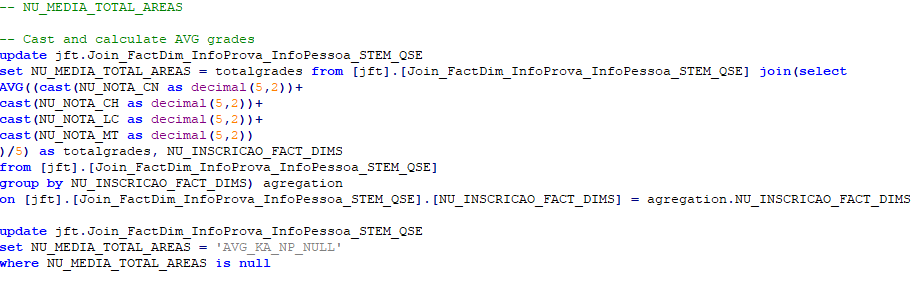 -- NU_MEDIA_TOTAL_AREAS
-- Cast and calculate AVG grades
update jft.Join_FactDim_InfoProva_InfoPessoa_STEM_QSE
set NU_MEDIA_TOTAL_AREAS = totalgrades from [jft].[Join_FactDim_InfoProva_InfoPessoa_STEM_QSE] join(select
AVG((cast(NU_NOTA_CN as decimal(5,2))+
cast(NU_NOTA_CH as decimal(5,2))+
cast(NU_NOTA_LC as decimal(5,2))+
cast(NU_NOTA_MT as decimal(5,2))
)/5) as totalgrades, NU_INSCRICAO_FACT_DIMS
from [jft].[Join_FactDim_InfoProva_InfoPessoa_STEM_QSE]
group by NU_INSCRICAO_FACT_DIMS) agregation
on [jft].[Join_FactDim_InfoProva_InfoPessoa_STEM_QSE].[NU_INSCRICAO_FACT_DIMS] = agregation.NU_INSCRICAO_FACT_DIMS
update jft.Join_FactDim_InfoProva_InfoPessoa_STEM_QSE
set NU_MEDIA_TOTAL_AREAS = 'AVG_KA_NP_NULL'
where NU_MEDIA_TOTAL_AREAS is null